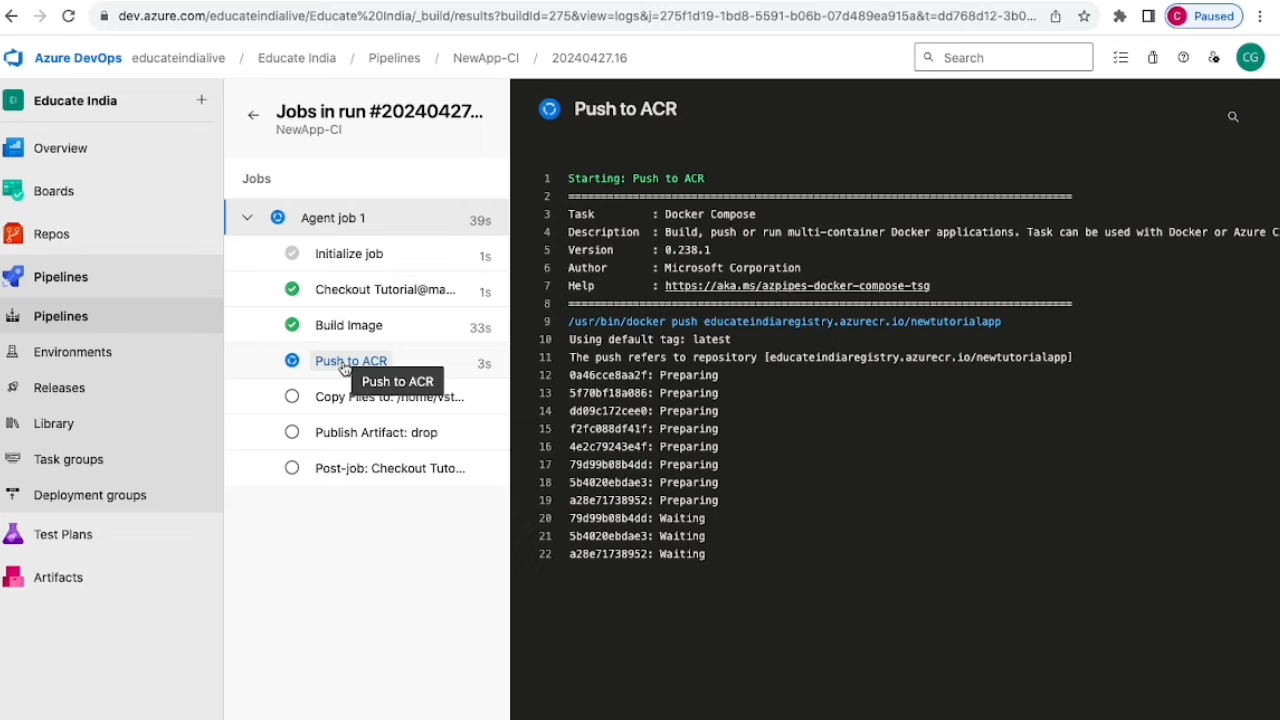 dev.azure.com/educateindialive/Educate%20India/_build/results?buildId=275&view=logs&j=275f1d19-1bd8-5591-b06b-07d489ea915a&t=dd768d12-3b0...
C Paused
Azure DevOps educateindialive / Educate India / Pipelines / NewApp-CI / 20240427.16
Search
CG
EI Educate India +
Overview
Boards
Repos
Pipelines
Pipelines
Environments
Releases
Library
Task groups
Deployment groups
Test Plans
Artifacts
Jobs in run #20240427...
NewApp-CI
Jobs
Agent job 1 39s
Initialize job 1s
Checkout Tutorial@ma... 1s
Build Image 33s
Push to ACR 3s
Push to ACR
Copy Files to: /home/vst...
Publish Artifact: drop
Post-job: Checkout Tuto...
Push to ACR
1 Starting: Push to ACR
2 ==============================================================================
3 Task : Docker Compose
4 Description : Build, push or run multi-container Docker applications. Task can be used with Docker or Azure C
5 Version : 0.238.1
6 Author : Microsoft Corporation
7 Help : https://aka.ms/azpipes-docker-compose-tsg
8 ==============================================================================
9 /usr/bin/docker push educateindiaregistry.azurecr.io/newtutorialapp
10 Using default tag: latest
11 The push refers to repository [educateindiaregistry.azurecr.io/newtutorialapp]
12 0a46cce8aa2f: Preparing
13 5f70bf18a086: Preparing
14 dd09c172cee0: Preparing
15 f2fc088df41f: Preparing
16 4e2c79243e4f: Preparing
17 79d99b08b4dd: Preparing
18 5b4020ebdae3: Preparing
19 a28e71738952: Preparing
20 79d99b08b4dd: Waiting
21 5b4020ebdae3: Waiting
22 a28e71738952: Waiting